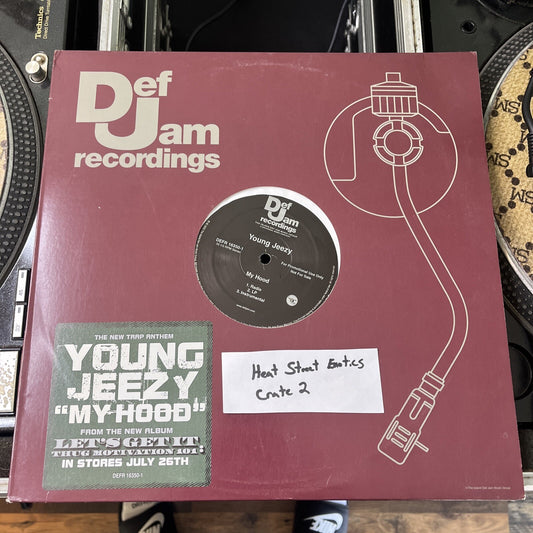 Technics
Def
Jam
recordings
Def
Jam
recordings
DEFR 16350-1
Young Jeezy
For Promotional Use Only
Not For Sale
My Hood
1. Radio
2. LP
3. Instrumental
THE NEW TRAP ANTHEM
YOUNG
JEEZY
"MY HOOD"
FROM THE NEW ALBUM
LET'S GET IT:
THUG MOTIVATION 101
IN STORES JULY 26TH
DEFR 16350-1
Heat Street Exotics
Crate 2